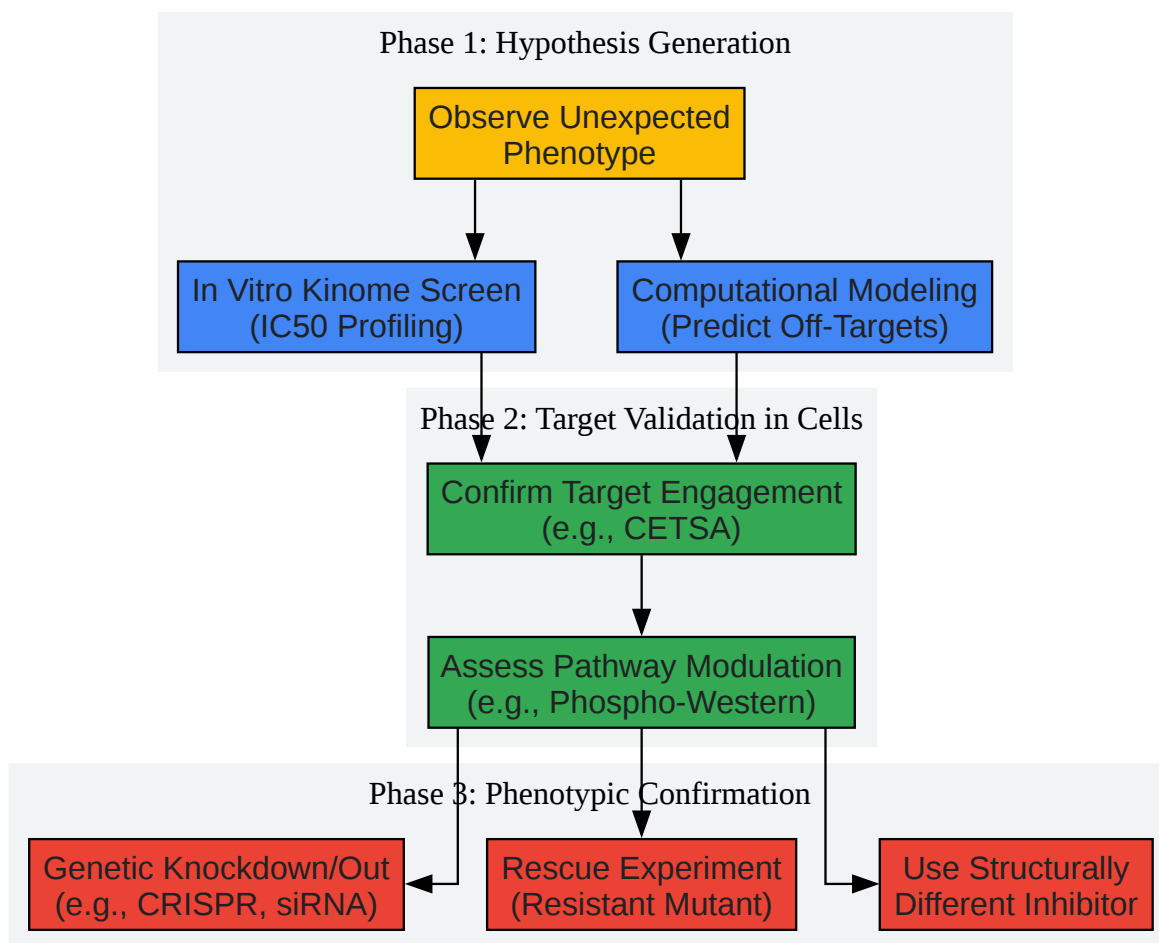 Phase 1: Hypothesis Generation
Observe Unexpected
Phenotype
In Vitro Kinome Screen
(IC50 Profiling)
Computational Modeling
(Predict Off-Targets)
Phase 2: Target Validation in Cells
Confirm Target Engagement
(e.g., CETSA)
Assess Pathway Modulation
(e.g., Phospho-Western)
Phase 3: Phenotypic Confirmation
Genetic Knockdown/Out
(e.g., CRISPR, siRNA)
Rescue Experiment
(Resistant Mutant)
Use Structurally
Different Inhibitor